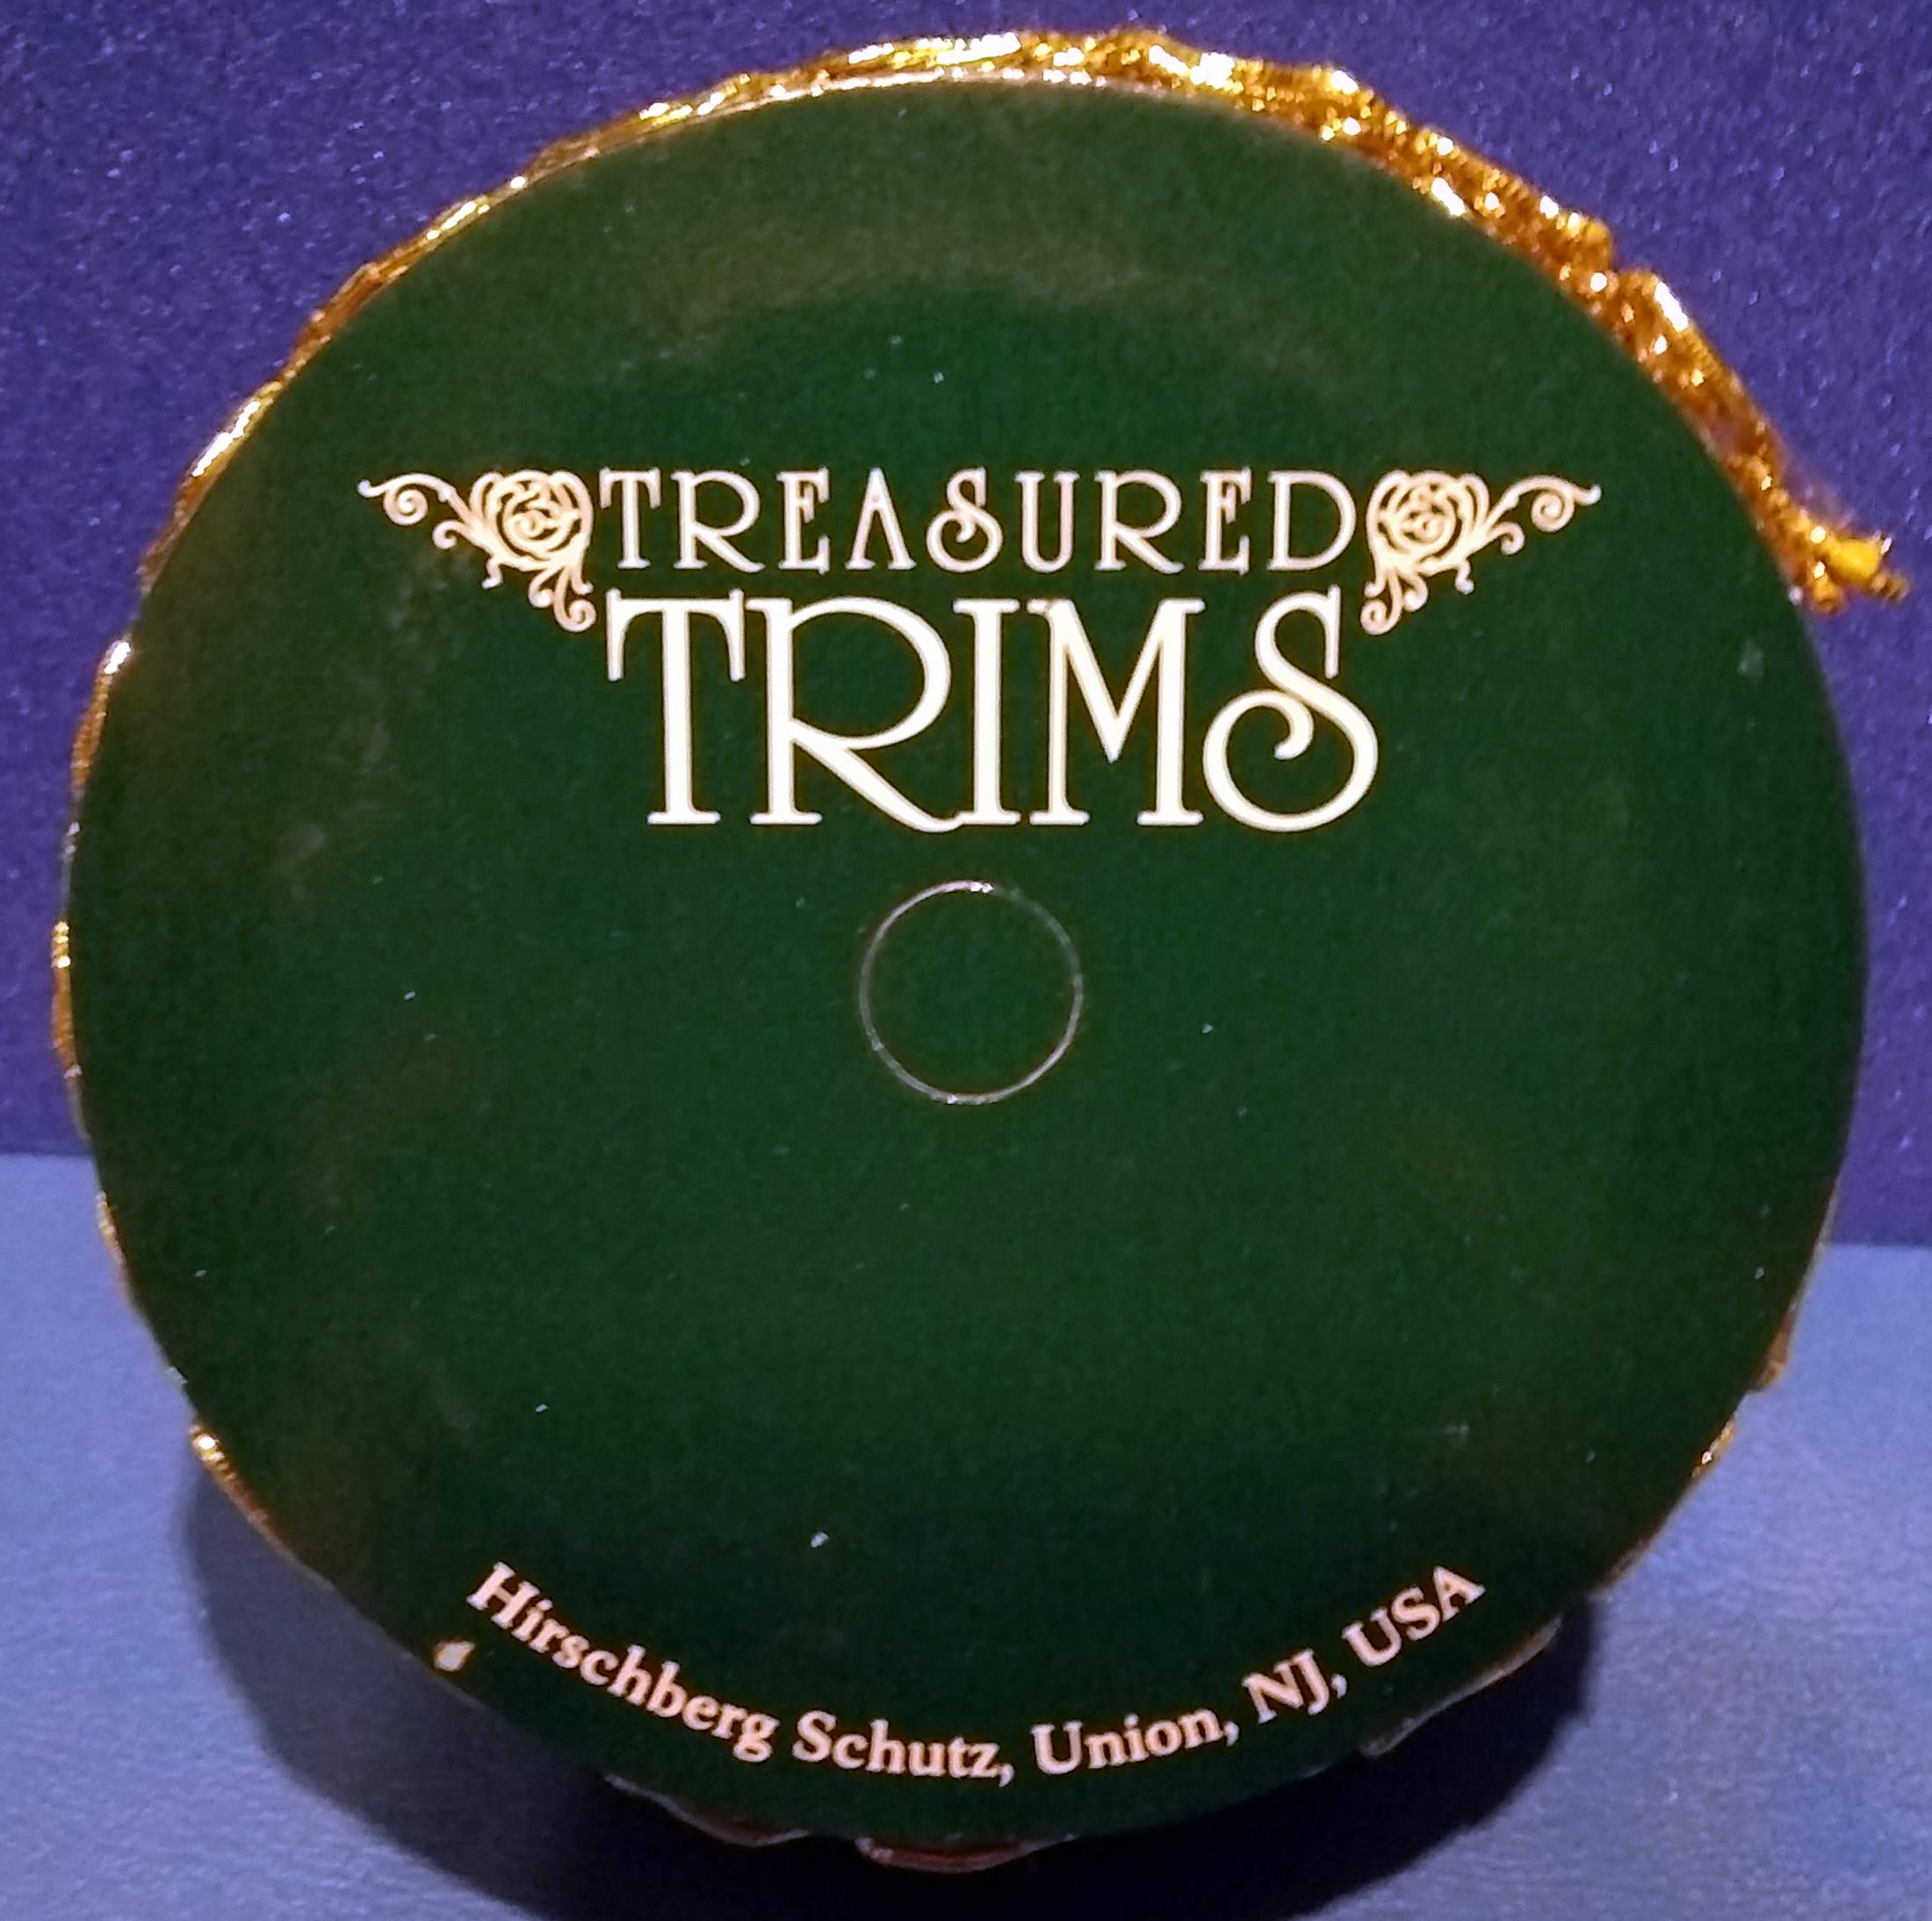 TREASURED
TRIMS
Hirschberg Schutz, Union, NJ, USA